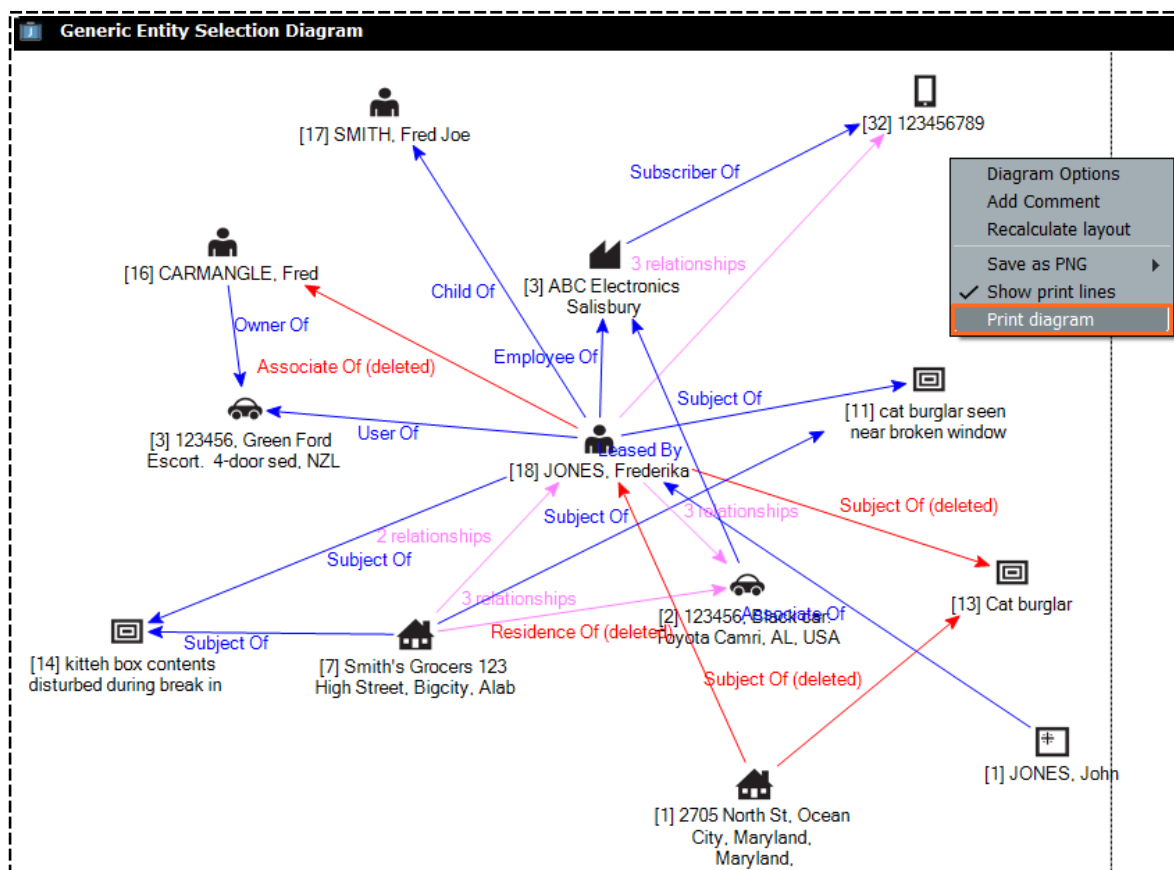 Generic Entity Selection Diagram
[17] SMITH, Fred Joe
[32] 123456789
Subscriber Of
Diagram Options
Add Comment
Recalculate layout
Save as PNG
Show print lines
Print diagram
[16] CARMANGLE, Fred
3 relationships
[3] ABC Electronics
Salisbury
Child Of
Owner Of
Employee Of
Associate Of (deleted)
Subject Of
[11] cat burglar seen
near broken window
User Of
[3] 123456, Green Ford
Escort. 4-door sed, NZL
Leased By
[18] JONES, Frederika
Subject Of (deleted)
3 relationships
Subject Of
2 relationships
Subject Of
3 relationships
[13] Cat burglar
[2] 123456, Black car.
Associate Of
Toyota Camri, AL, USA
Residence Of (deleted)
Subject Of
[14] kitteh box contents
disturbed during break in
[7] Smith's Grocers 123
High Street, Bigcity, Alab
Subject Of (deleted)
[1] JONES, John
[1] 2705 North St, Ocean
City, Maryland,
Maryland,